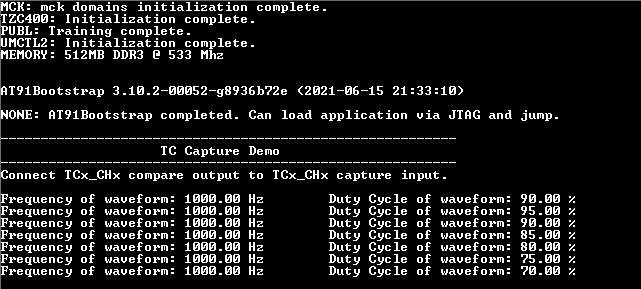 MCK: mck domains initialization complete.
TZC400: Initialization complete.
PUBL: Training complete.
UMCTL2: Initialization complete.
MEMORY: 512MB DDR3 @ 533 Mhz
AT91Bootstrap 3.10.2-00052-g8936b72e (2021-06-15 21:33:10)
NONE: AT91Bootstrap completed. Can load application via JTAG and jump.
---------------------------------------------------------
TC Capture Demo
---------------------------------------------------------
Connect TCx_CHx compare output to TCx_CHx capture input.
Frequency of waveform: 1000.00 Hz        Duty Cycle of waveform: 90.00 %
Frequency of waveform: 1000.00 Hz        Duty Cycle of waveform: 95.00 %
Frequency of waveform: 1000.00 Hz        Duty Cycle of waveform: 90.00 %
Frequency of waveform: 1000.00 Hz        Duty Cycle of waveform: 85.00 %
Frequency of waveform: 1000.00 Hz        Duty Cycle of waveform: 80.00 %
Frequency of waveform: 1000.00 Hz        Duty Cycle of waveform: 75.00 %
Frequency of waveform: 1000.00 Hz        Duty Cycle of waveform: 70.00 %